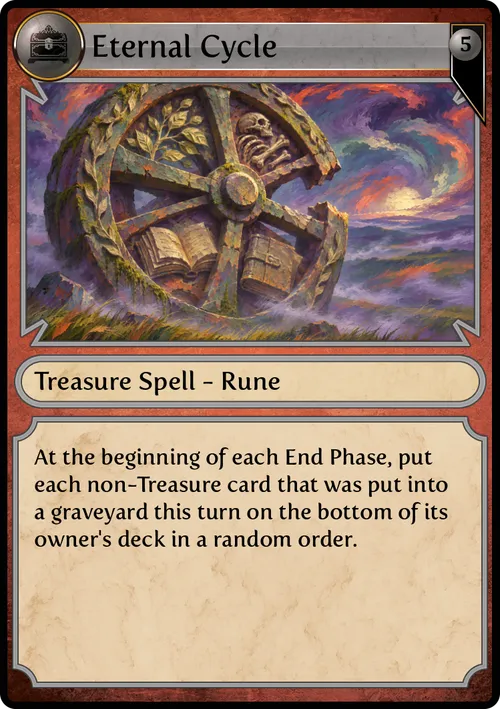 Eternal Cycle
5
Treasure Spell - Rune
At the beginning of each End Phase, put
each non-Treasure card that was put into
a graveyard this turn on the bottom of its
owner's deck in a random order.